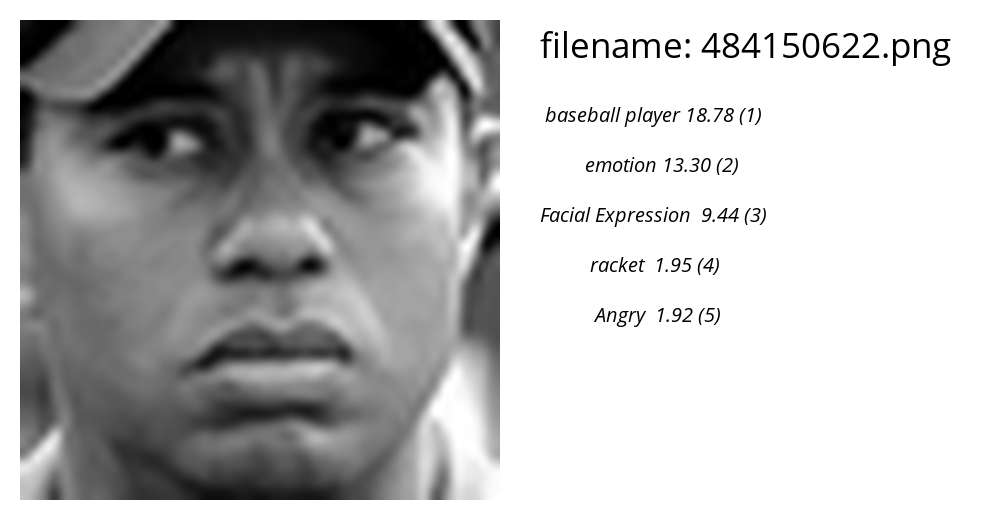 filename: 484150622.png
baseball player 18.78 (1)
emotion 13.30 (2)
Facial Expression 9.44 (3)
racket 1.95 (4)
Angry 1.92 (5)